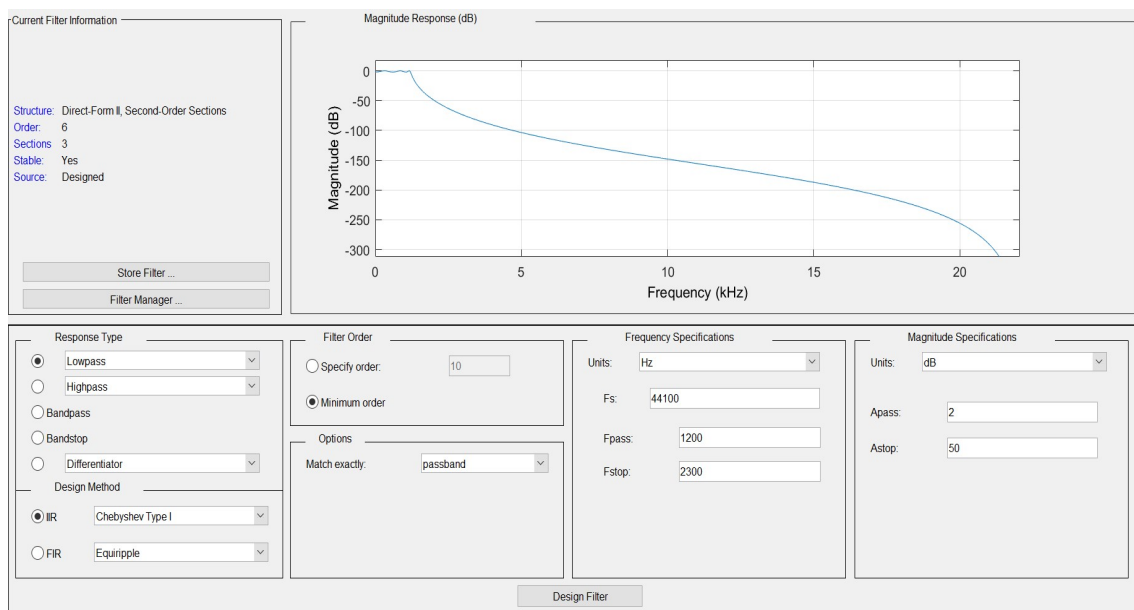 Current Filter Information
Structure: Direct-Form II, Second-Order Sections
Order: 6
Sections 3
Stable: Yes
Source: Designed
Store Filter ...
Filter Manager ...
Magnitude Response (dB)
Magnitude (dB)
0
-50
-100
-150
-200
-250
-300
0 5 10 15 20
Frequency (kHz)
Response Type
Lowpass
Highpass
Bandpass
Bandstop
Differentiator
Design Method
IIR Chebyshev Type I
FIR Equiripple
Filter Order
Specify order: 10
Minimum order
Options
Match exactly: passband
Frequency Specifications
Units: Hz
Fs: 44100
Fpass: 1200
Fstop: 2300
Magnitude Specifications
Units: dB
Apass: 2
Astop: 50
Design Filter